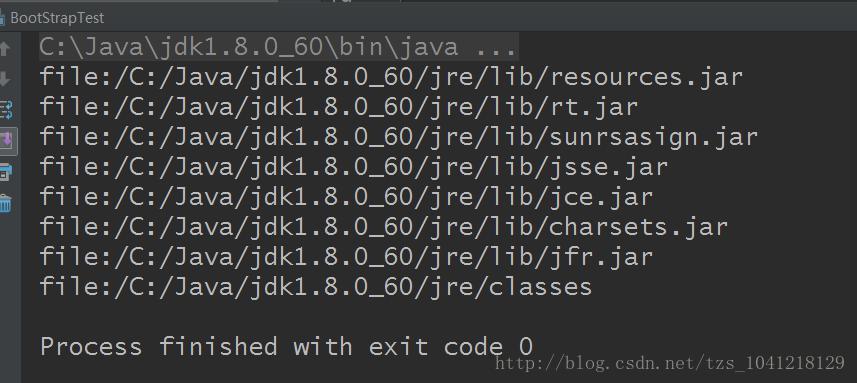 BootStrapTest
C:\Java\jdk1.8.0_60\bin\java ...
file:/C:/Java/jdk1.8.0_60/jre/lib/resources.jar
file:/C:/Java/jdk1.8.0_60/jre/lib/rt.jar
file:/C:/Java/jdk1.8.0_60/jre/lib/sunrsasign.jar
file:/C:/Java/jdk1.8.0_60/jre/lib/jsse.jar
file:/C:/Java/jdk1.8.0_60/jre/lib/jce.jar
file:/C:/Java/jdk1.8.0_60/jre/lib/charsets.jar
file:/C:/Java/jdk1.8.0_60/jre/lib/jfr.jar
file:/C:/Java/jdk1.8.0_60/jre/classes
Process finished with exit code 0
http://blog.csdn.net/tzs_1041218129